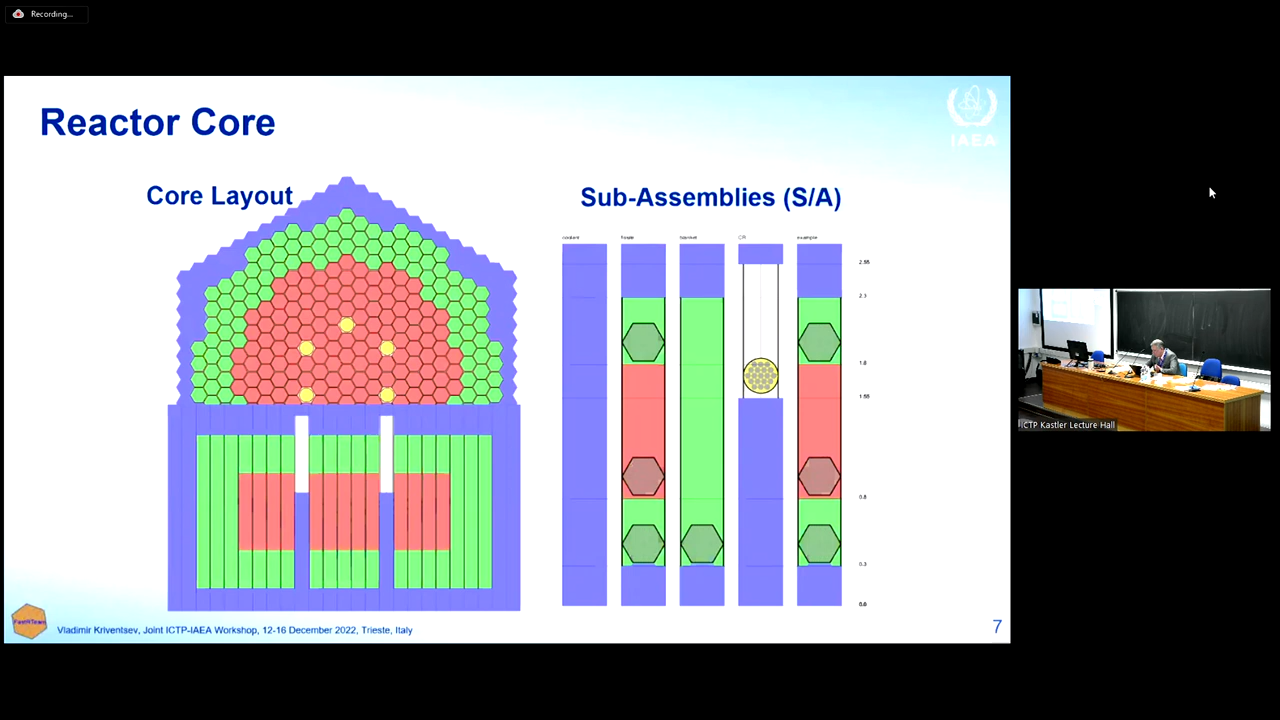 Recording...
Reactor Core
IAEA
Core Layout
Sub-Assemblies (S/A)
coolant
CR
example
2.55
2.3
1.8
1.55
0.8
0.3
0.0
ICTP Kastler Lecture Hall
Vladimir Kriventsev, Joint ICTP-IAEA Workshop, 12-16 December 2022, Trieste, Italy
7